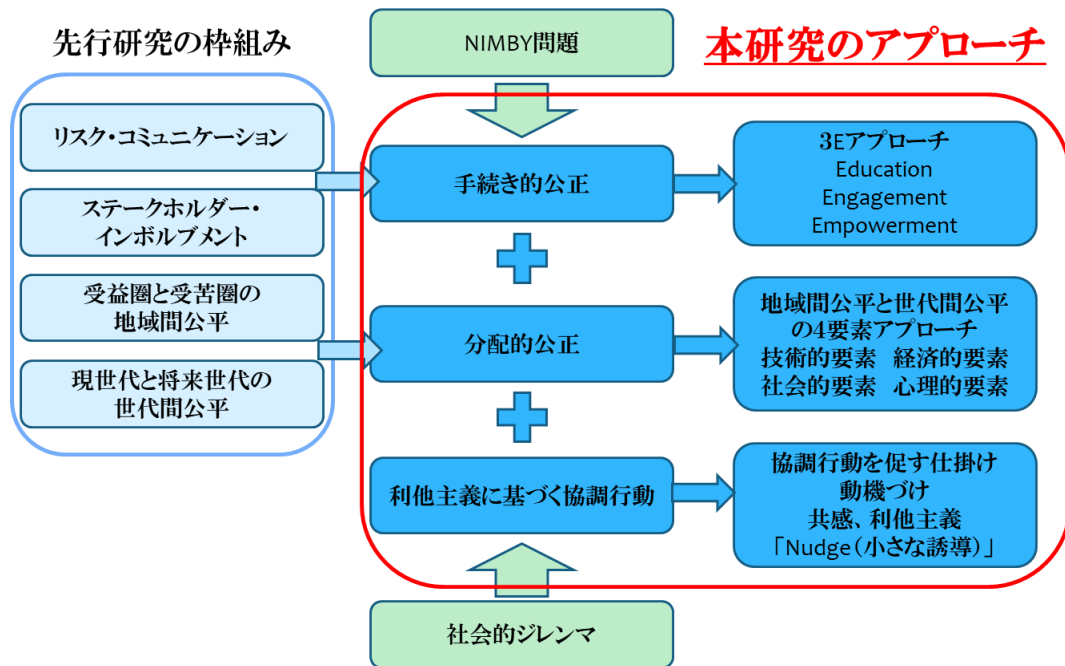 先行研究の枠組み
リスク・コミュニケーション
ステークホルダー・
インボルブメント
受益圏と受苦圏の
地域間公平
現世代と将来世代の
世代間公平
NIMBY問題
本研究のアプローチ
手続き的公正
3Eアプローチ
Education
Engagement
Empowerment
分配的公正
地域間公平と世代間公平
の4要素アプローチ
技術的要素 経済的要素
社会的要素 心理的要素
利他主義に基づく協調行動
協調行動を促す仕掛け
動機づけ
共感、利他主義
「Nudge(小さな誘導)」
社会的ジレンマ